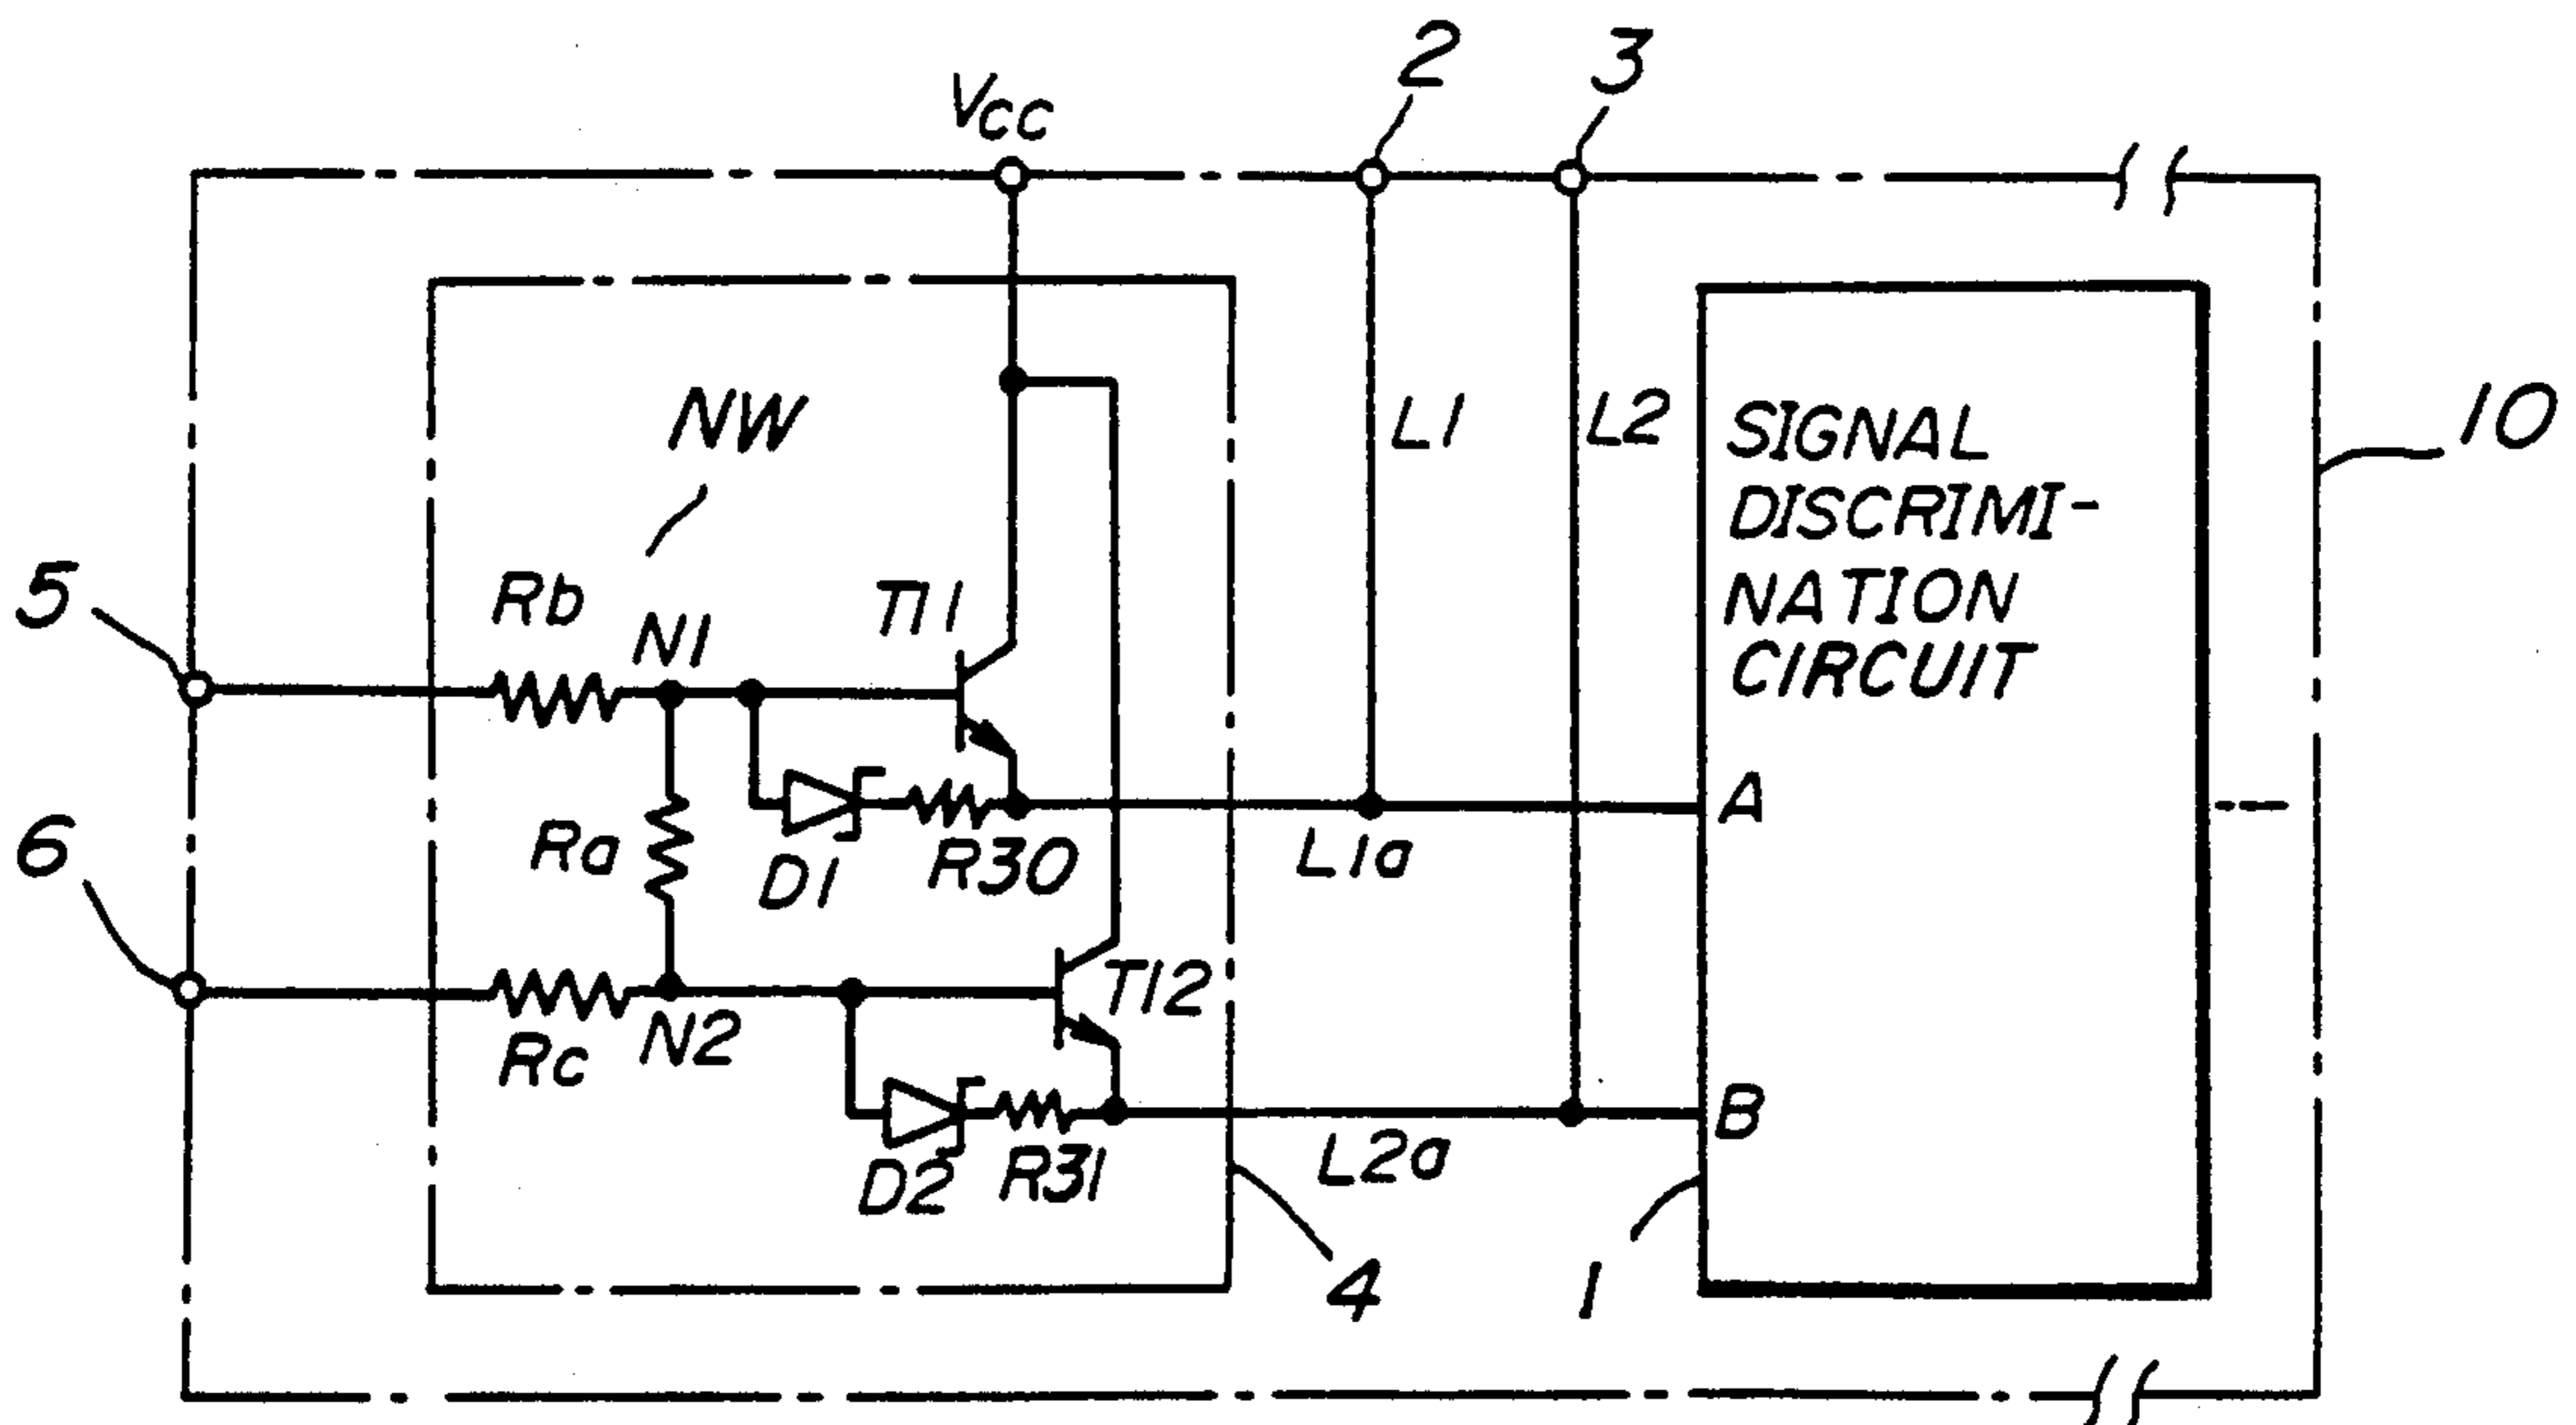 2
3
VCC
NW
L1
L2
SIGNAL
DISCRIMI-
NATION
CIRCUIT
10
5
Rb
N1
T11
A
Ra
D1
R30
L1a
6
T12
Rc
N2
B
D2
R31
L2a
4
1